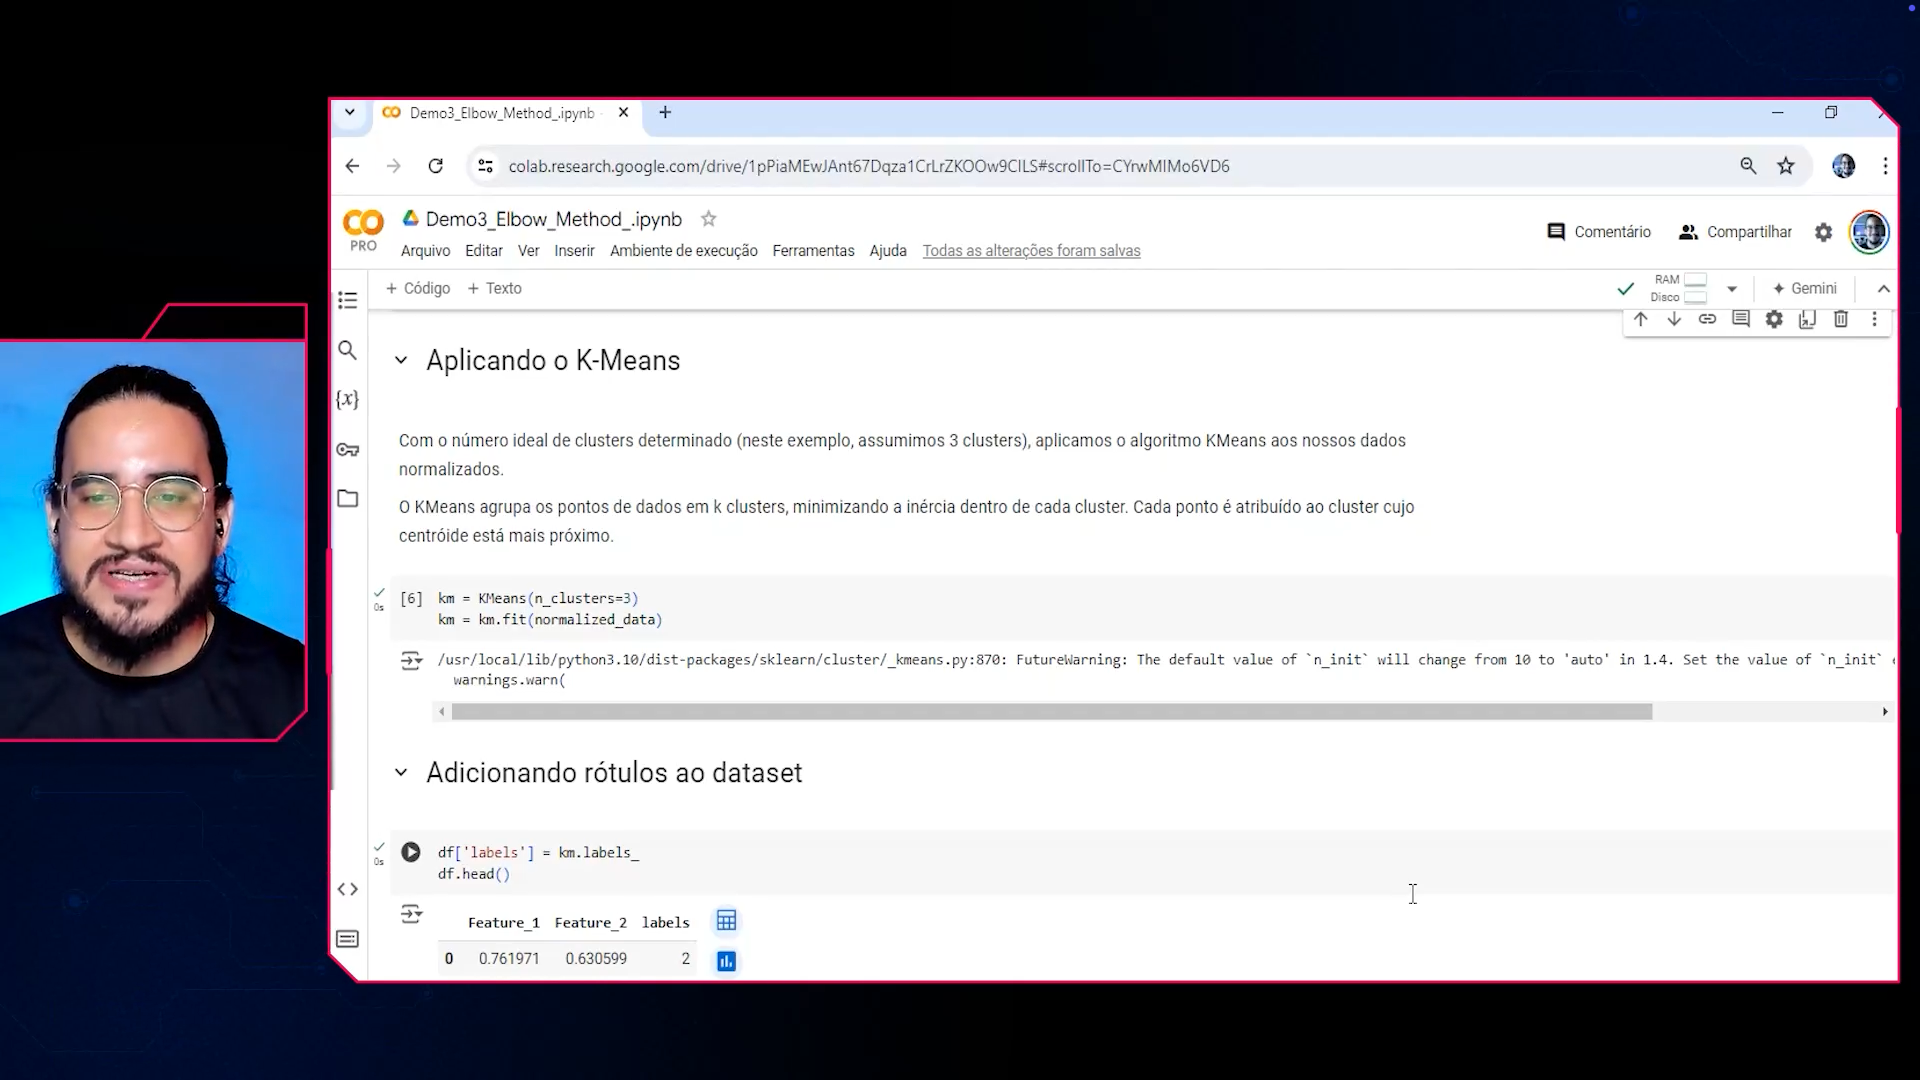 Demo3_Elbow_Method_.ipynb
colab.research.google.com/drive/1pPiaMEwJAnt67Dqza1CrLrZKOOw9ClLS#scrollTo=CYrwMIMo6VD6
CO
PRO
Demo3_Elbow_Method_.ipynb
Comentário
Compartilhar
Arquivo Editar Ver Inserir Ambiente de execução Ferramentas Ajuda Todas as alterações foram salvas
+ Código + Texto
RAM
Disco
Gemini
{x}
Aplicando o K-Means
Com o número ideal de clusters determinado (neste exemplo, assumimos 3 clusters), aplicamos o algoritmo KMeans aos nossos dados
normalizados.
O KMeans agrupa os pontos de dados em k clusters, minimizando a inércia dentro de cada cluster. Cada ponto é atribuído ao cluster cujo
centróide está mais próximo.
0s
[6] km = KMeans(n_clusters=3)
km = km.fit(normalized_data)
/usr/local/lib/python3.10/dist-packages/sklearn/cluster/_kmeans.py:870: FutureWarning: The default value of `n_init` will change from 10 to 'auto' in 1.4. Set the value of `n_init`
warnings.warn(
Adicionando rótulos ao dataset
0s
df['labels'] = km.labels_
df.head()
Feature_1 Feature_2 labels
0 0.761971 0.630599 2